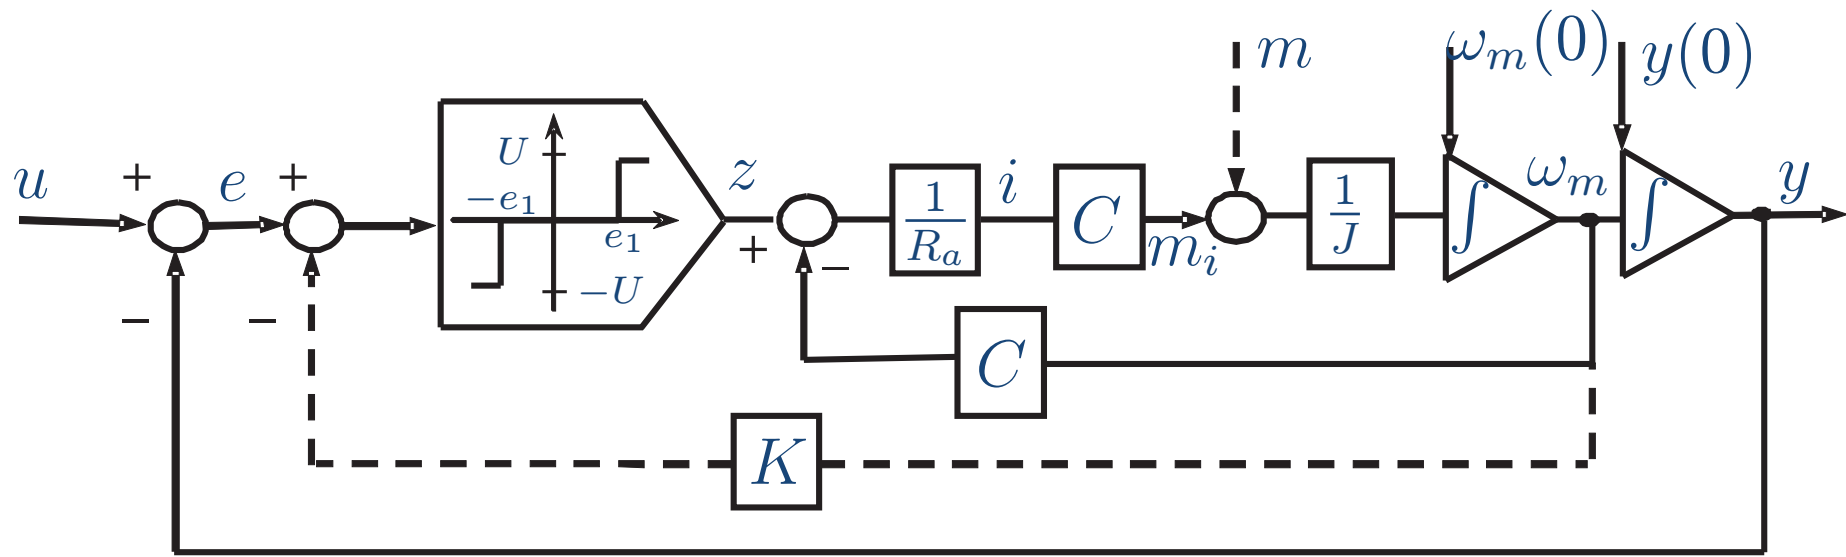 u
+
−
e
+
−
U
−e₁
e₁
−U
z
+
−
1/Rₐ
i
C
mᵢ
m
1/J
ωₘ(0)
∫
ωₘ
y(0)
∫
y
C
K